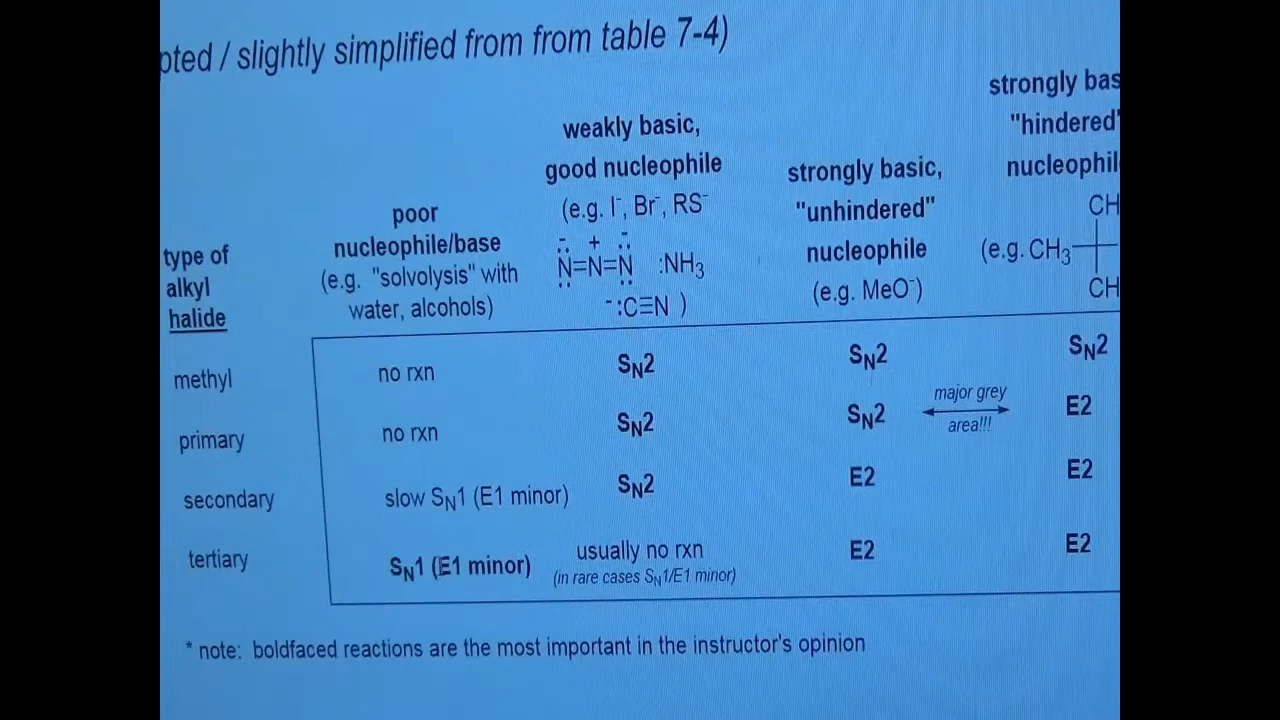 pted / slightly simplified from from table 7-4)
type of
alkyl
halide
poor
nucleophile/base
(e.g. "solvolysis" with
water, alcohols)
weakly basic,
good nucleophile
(e.g. I⁻, Br⁻, RS⁻
N=N=N :NH₃
⁻:C≡N )
strongly basic,
"unhindered"
nucleophile
(e.g. MeO⁻)
strongly bas
"hindered"
nucleophil
CH
(e.g. CH₃
CH
methyl no rxn SN2 SN2 SN2
primary no rxn SN2 SN2 major grey area!!! E2
secondary slow SN1 (E1 minor) SN2 E2 E2
tertiary SN1 (E1 minor) usually no rxn E2 E2
(in rare cases SN1/E1 minor)
* note: boldfaced reactions are the most important in the instructor's opinion